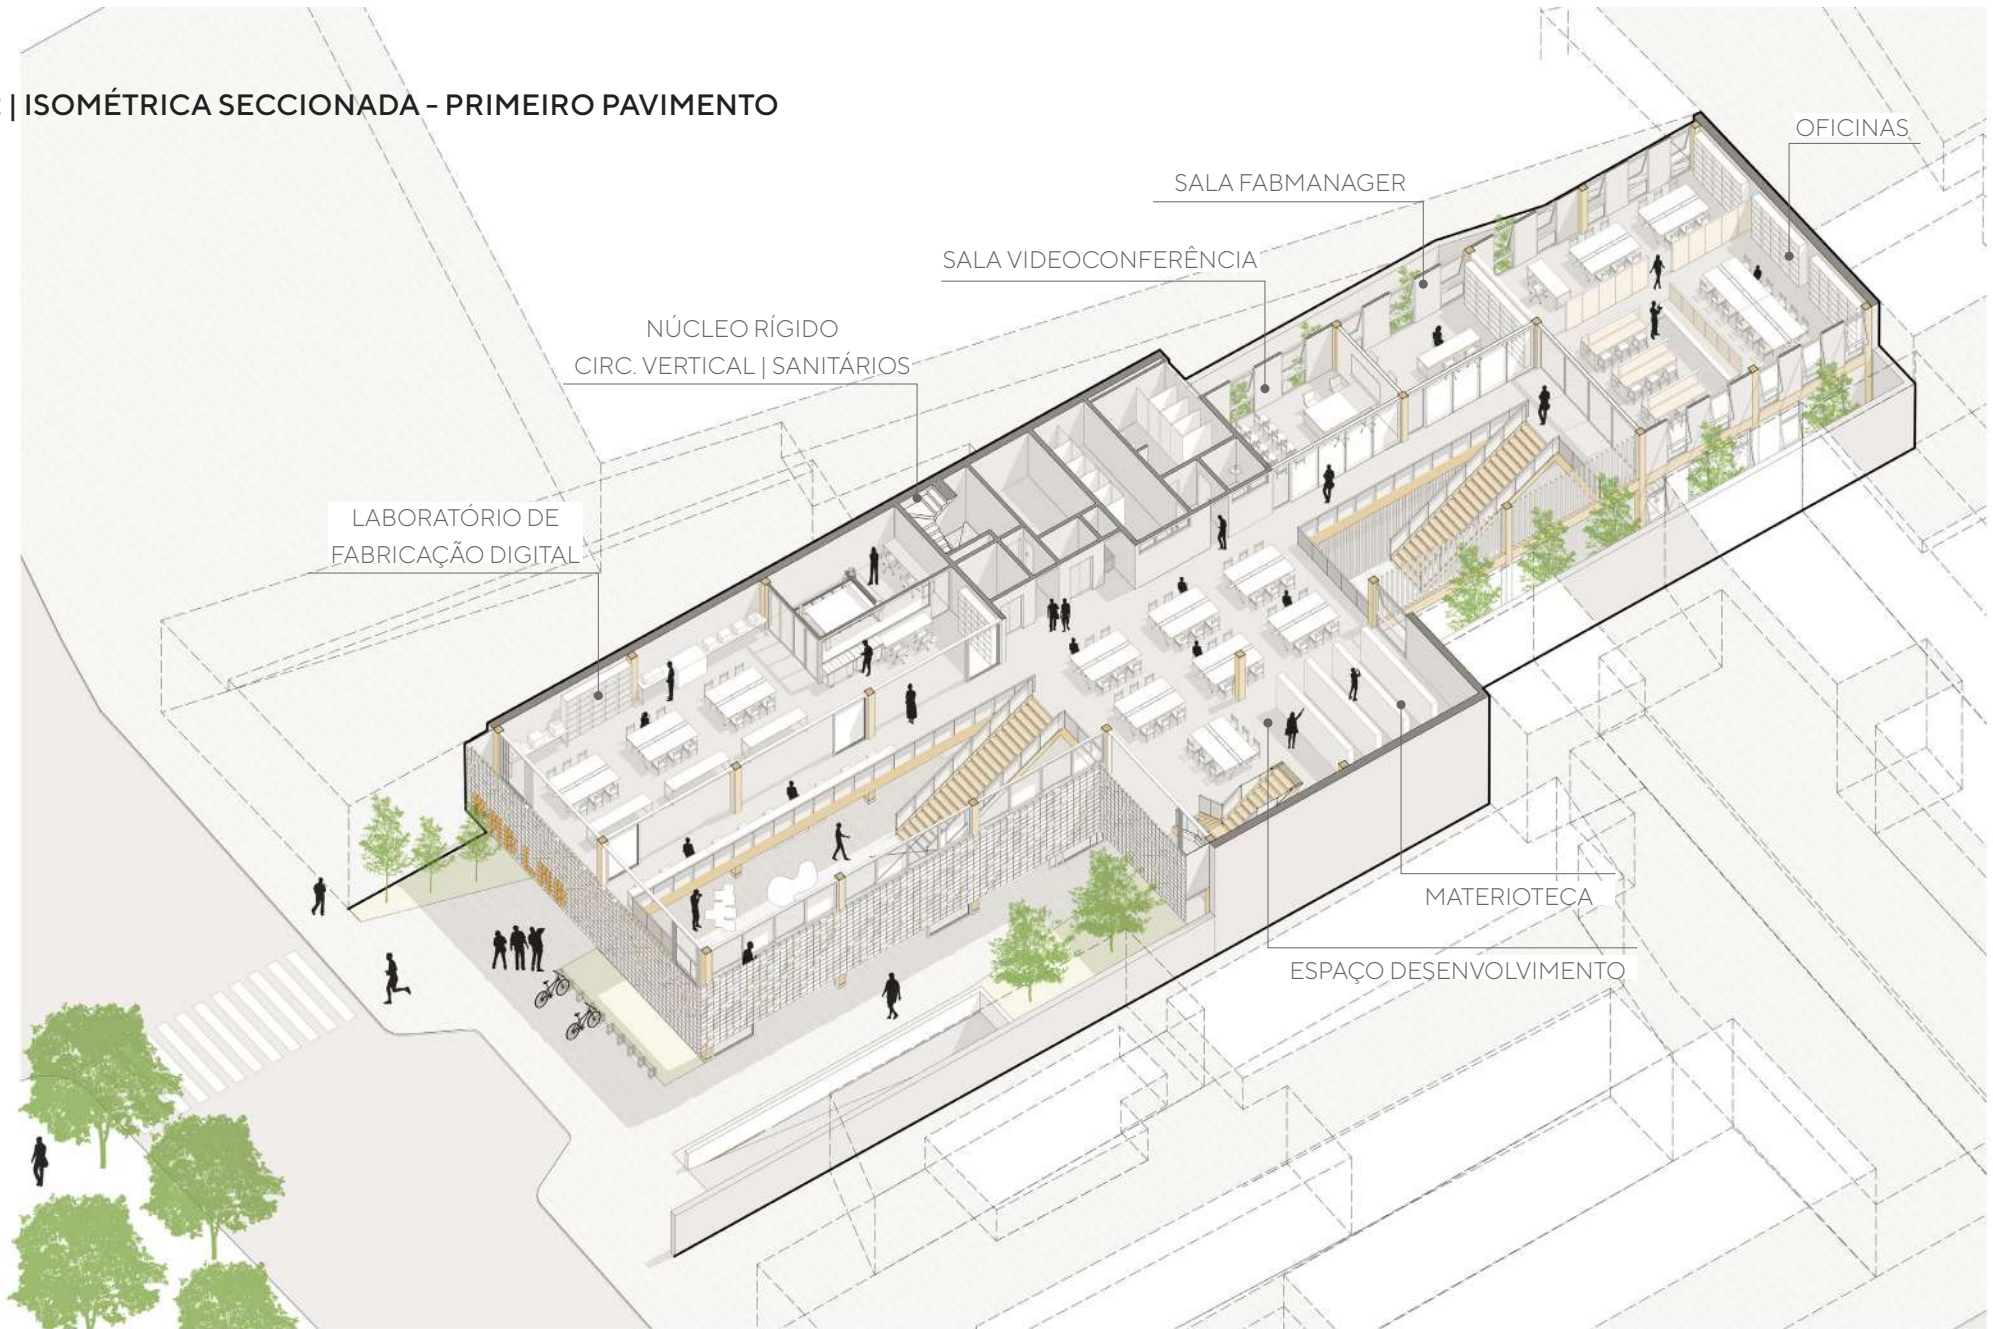 | ISOMÉTRICA SECCIONADA - PRIMEIRO PAVIMENTO
OFICINAS
SALA FABMANAGER
SALA VIDEOCONFERÊNCIA
NÚCLEO RÍGIDO
CIRC. VERTICAL | SANITÁRIOS
LABORATÓRIO DE
FABRICAÇÃO DIGITAL
MATERIOTECA
ESPAÇO DESENVOLVIMENTO